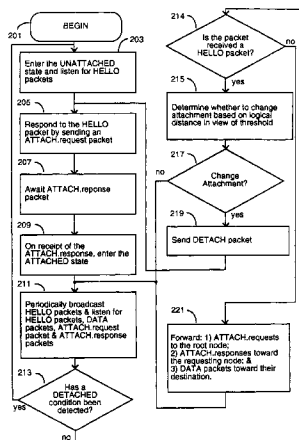 201
BEGIN
203
Enter the UNATTACHED
state and listen for HELLO
packets
205
Respond to the HELLO
packet by sending an
ATTACH.request packet
207
Await ATTACH.reponse
packet
209
On receipt of the
ATTACH.response, enter the
ATTACHED state
211
Periodically broadcast
HELLO packets & listen for
HELLO packets, DATA
packets, ATTACH.request
packet & ATTACH.response
packets
213
Has a
DETACHED
condition been
detected?
yes
no
214
Is the packet
received a
HELLO packet?
yes
no
215
Determine whether to change
attachment based on logical
distance in view of threshold
217
Change
Attachment?
no
yes
219
Send DETACH packet
221
Forward: 1) ATTACH.requests
to the root node;
2) ATTACH.responses toward
the requesting node; &
3) DATA packets toward their
destination.